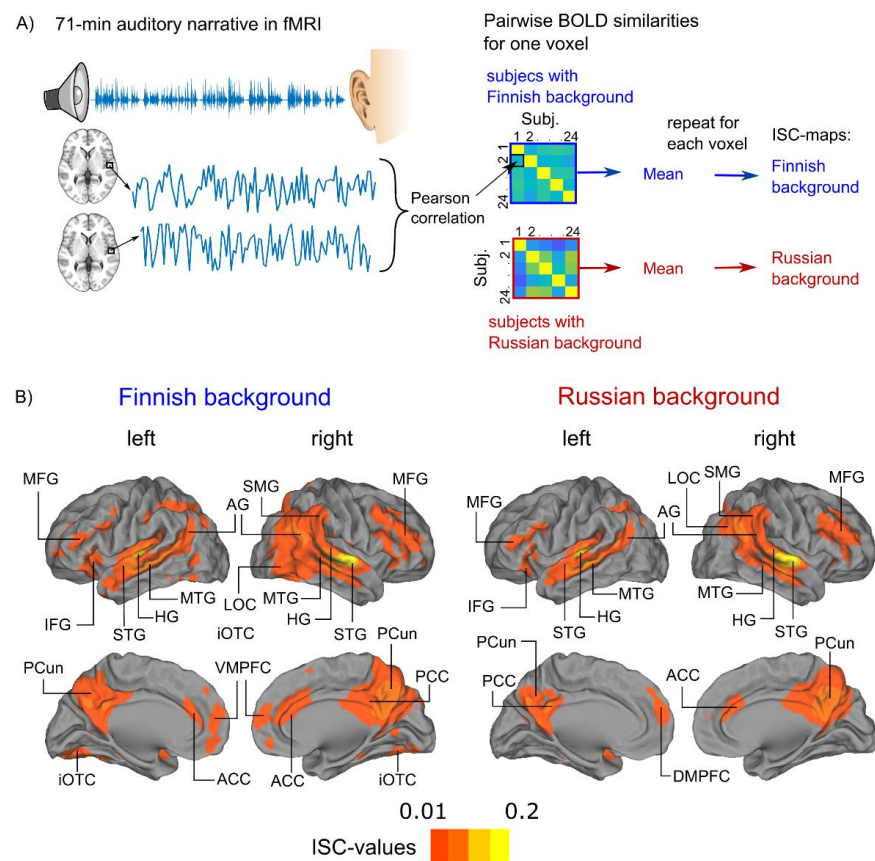 A) 71-min auditory narrative in fMRI
Pairwise BOLD similarities
for one voxel
subjecs with
Finnish background
Subj.
1 2 . . . 24
1
2
.
.
.
24
Pearson
correlation
Mean
repeat for
each voxel
ISC-maps:
Finnish
background
1 2 . . . 24
Subj.
1
2
.
.
.
24
Mean
Russian
background
subjects with
Russian background
B) Finnish background
left right
MFG SMG AG MFG
IFG STG HG MTG LOC iOTC MTG HG STG
PCun VMPFC PCun PCC
iOTC ACC ACC iOTC
Russian background
left right
MFG LOC SMG AG MFG
IFG STG HG MTG MTG HG STG
PCun PCC ACC PCun
DMPFC
0.01 0.2
ISC-values